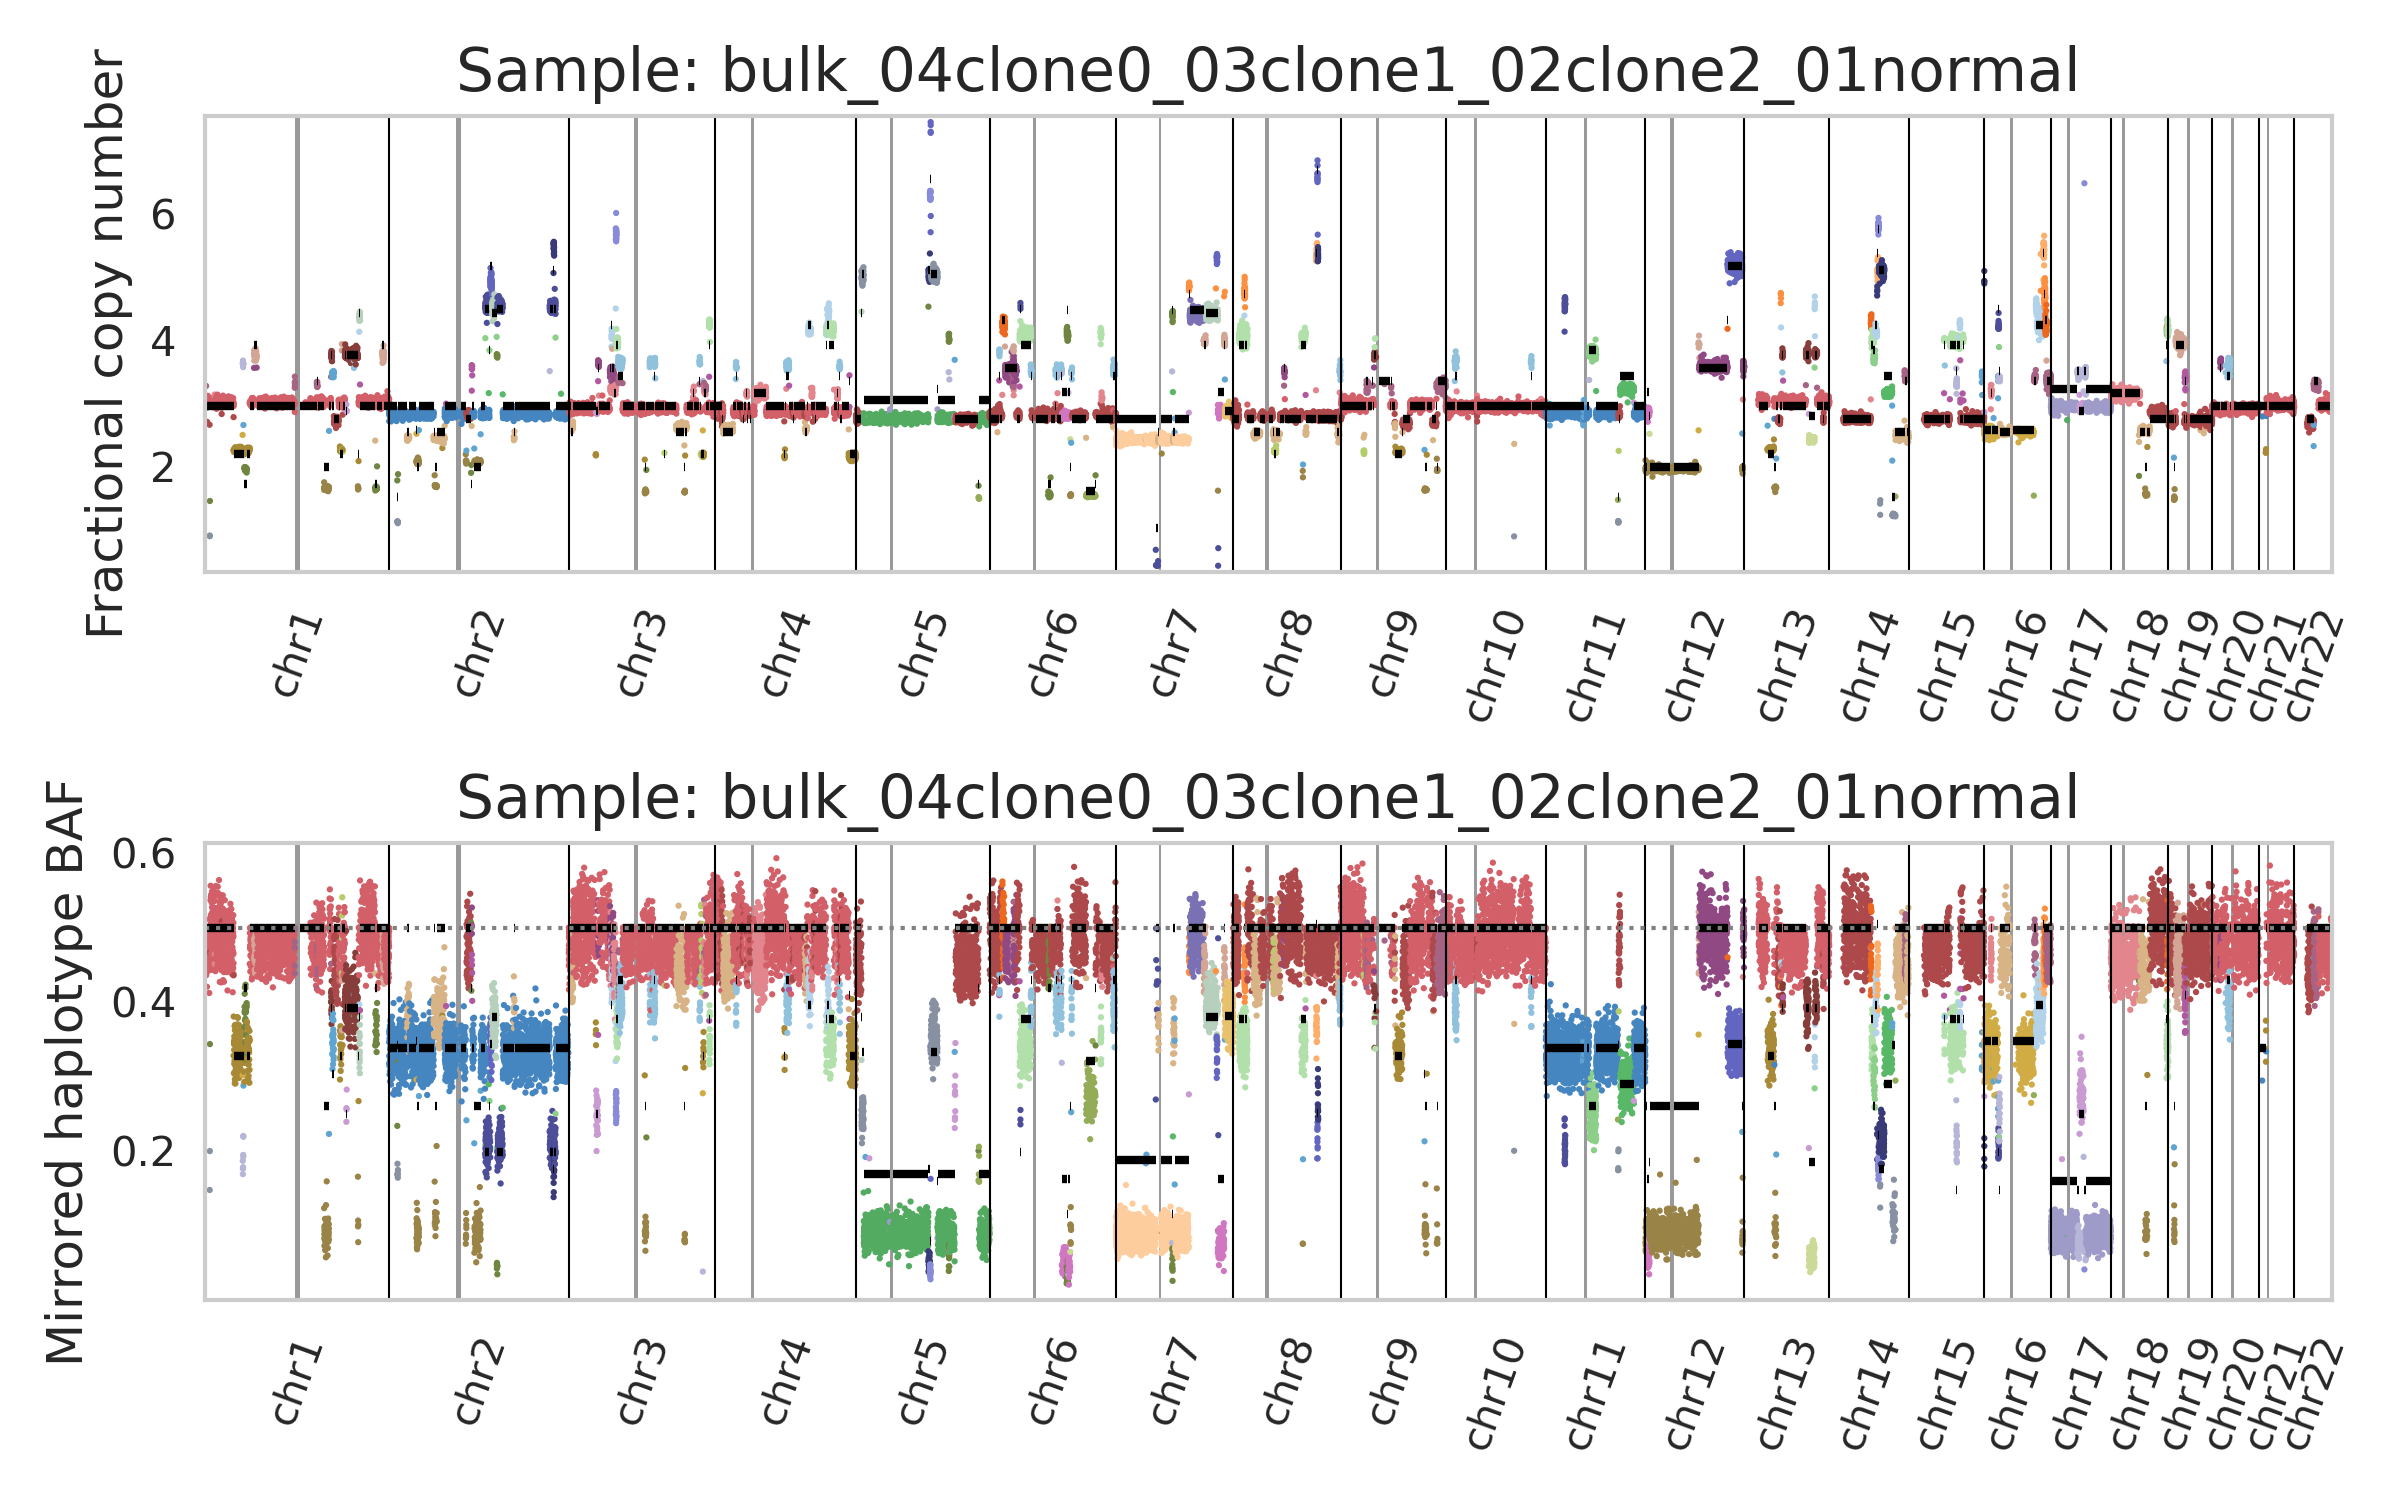 Sample: bulk_04clone0_03clone1_02clone2_01normal
Fractional copy number
6
4
2
chr1
chr2
chr3
chr4
chr5
chr6
chr7
chr8
chr9
chr10
chr11
chr12
chr13
chr14
chr15
chr16
chr17
chr18
chr19
chr20
chr21
chr22
Sample: bulk_04clone0_03clone1_02clone2_01normal
Mirrored haplotype BAF
0.6
0.4
0.2
chr1
chr2
chr3
chr4
chr5
chr6
chr7
chr8
chr9
chr10
chr11
chr12
chr13
chr14
chr15
chr16
chr17
chr18
chr19
chr20
chr21
chr22